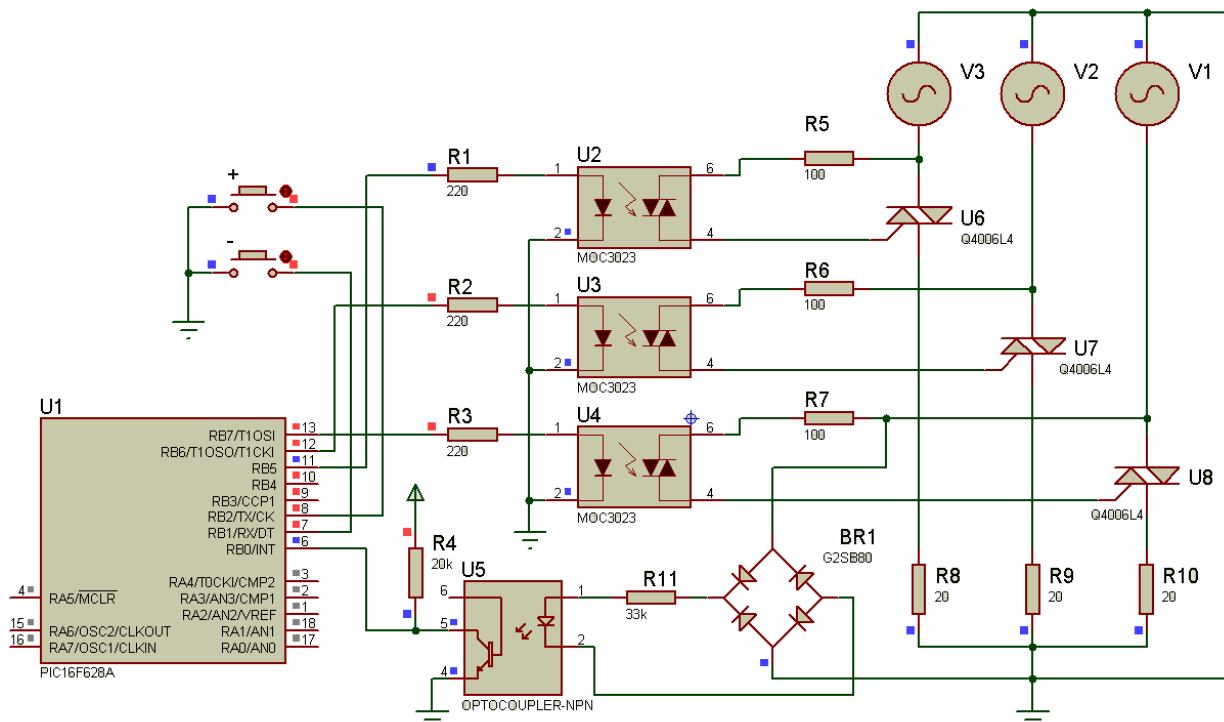 V3
V2
V1
R5
100
R1
220
U2
1
6
2
4
MOC3023
+
-
U6
Q4006L4
R2
220
U3
1
6
2
4
MOC3023
R6
100
U7
Q4006L4
R3
220
U4
1
6
2
4
MOC3023
R7
100
U8
Q4006L4
U1
RB7/T1OSI 13
RB6/T1OSO/T1CKI 12
RB5 11
RB4 10
RB3/CCP1 9
RB2/TX/CK 8
RB1/RX/DT 7
RB0/INT 6
RA4/T0CKI/CMP2 3
4 RA5/MCLR RA3/AN3/CMP1 2
RA2/AN2/VREF 1
15 RA6/OSC2/CLKOUT RA1/AN1 18
16 RA7/OSC1/CLKIN RA0/AN0 17
PIC16F628A
R4
20k
U5
6
1
5
2
4
OPTOCOUPLER-NPN
R11
33k
BR1
G2SB80
R8
20
R9
20
R10
20